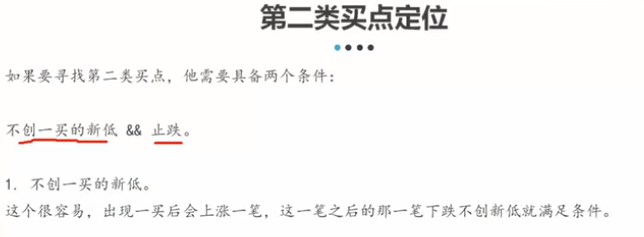 第二类买点定位
如果要寻找第二类买点，他需要具备两个条件：
不创一买的新低 && 止跌。
1. 不创一买的新低。
这个很容易，出现一买后会上涨一笔，这一笔之后的那一笔下跌不创新低就满足条件。